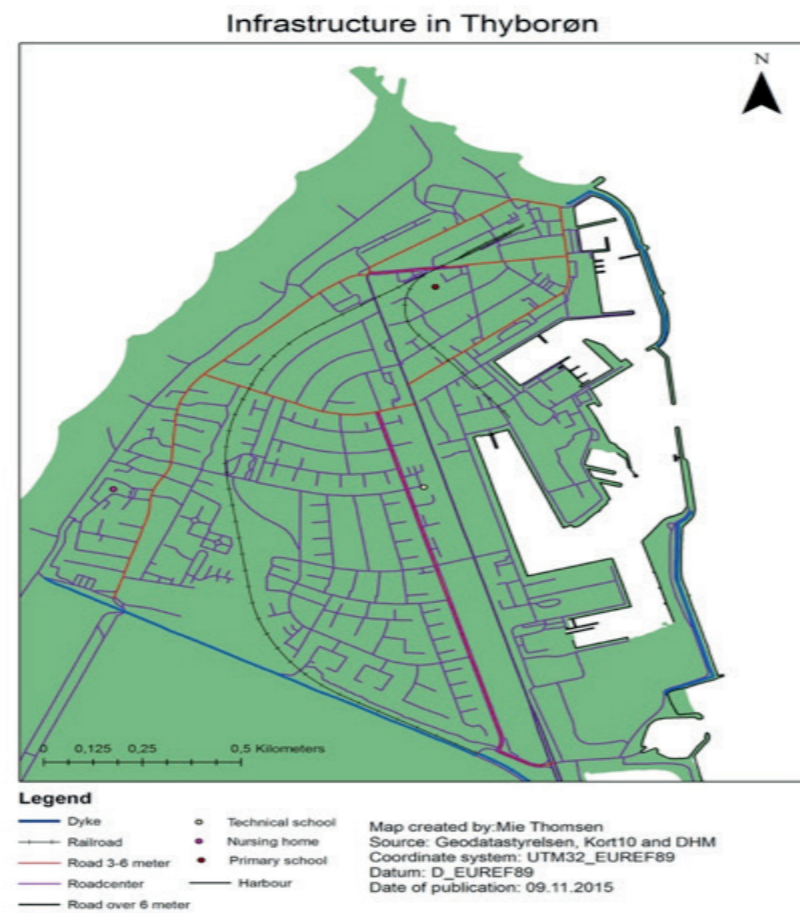 Infrastructure in Thyborøn
N
0 0,125 0,25 0,5 Kilometers
Legend
Dyke
Railroad
Road 3-6 meter
Roadcenter
Road over 6 meter
Technical school
Nursing home
Primary school
Harbour
Map created by:Mie Thomsen
Source: Geodatastyrelsen, Kort10 and DHM
Coordinate system: UTM32_EUREF89
Datum: D_EUREF89
Date of publication: 09.11.2015